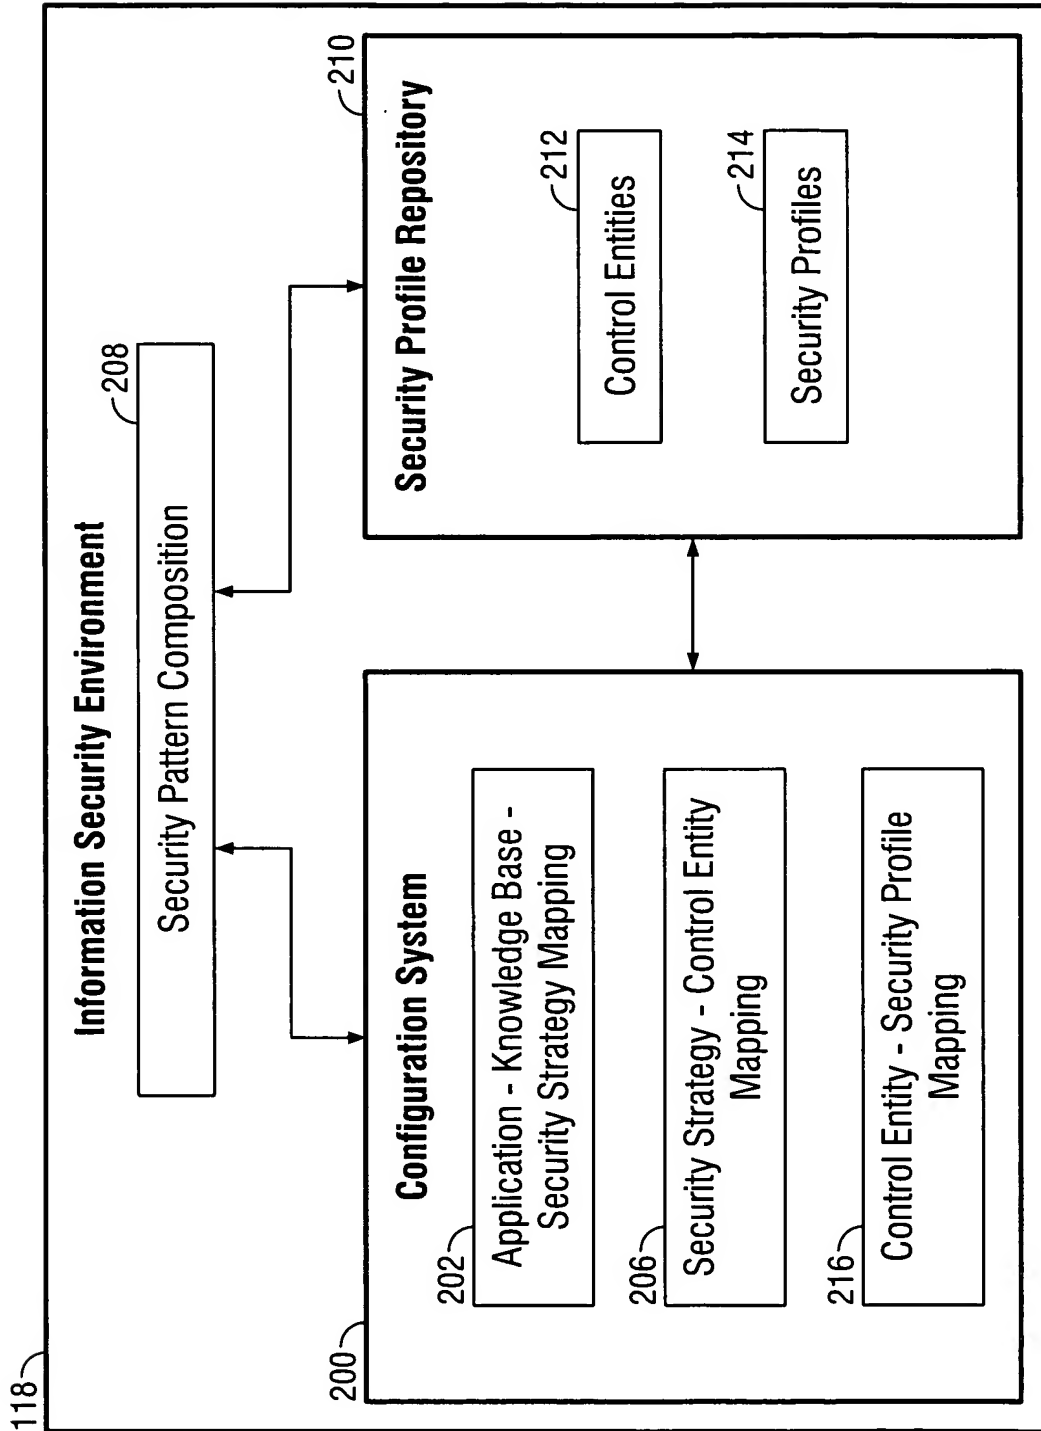 118
Information Security Environment
208
Security Pattern Composition
200
Configuration System
202
Application - Knowledge Base -
Security Strategy Mapping
206
Security Strategy - Control Entity
Mapping
216
Control Entity - Security Profile
Mapping
210
Security Profile Repository
212
Control Entities
214
Security Profiles